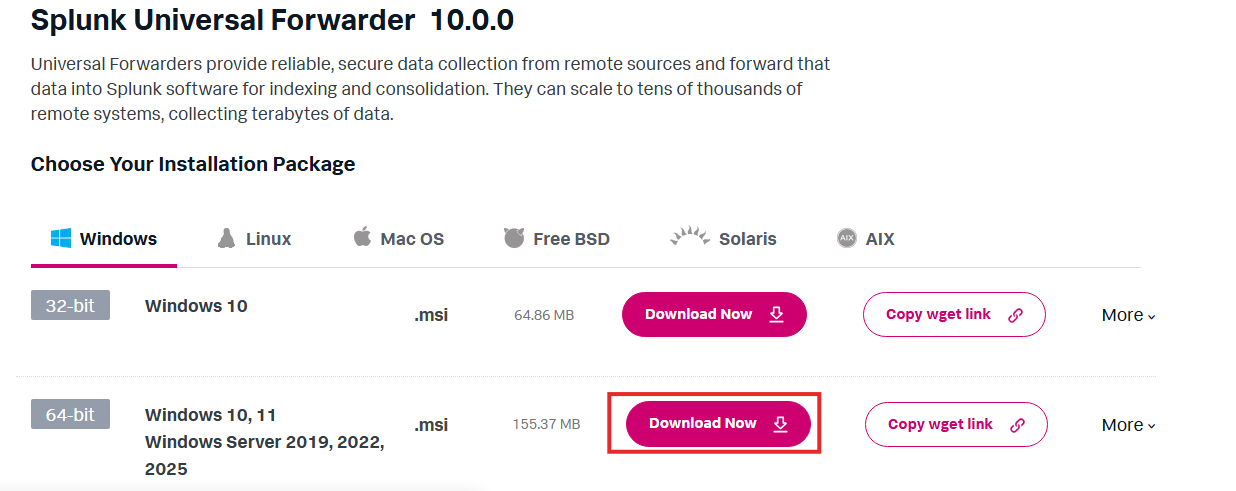 Splunk Universal Forwarder 10.0.0
Universal Forwarders provide reliable, secure data collection from remote sources and forward that
data into Splunk software for indexing and consolidation. They can scale to tens of thousands of
remote systems, collecting terabytes of data.
Choose Your Installation Package
Windows Linux Mac OS Free BSD Solaris AIX AIX
32-bit Windows 10 .msi 64.86 MB Download Now Copy wget link More
64-bit Windows 10, 11 .msi 155.37 MB Download Now Copy wget link More
Windows Server 2019, 2022,
2025